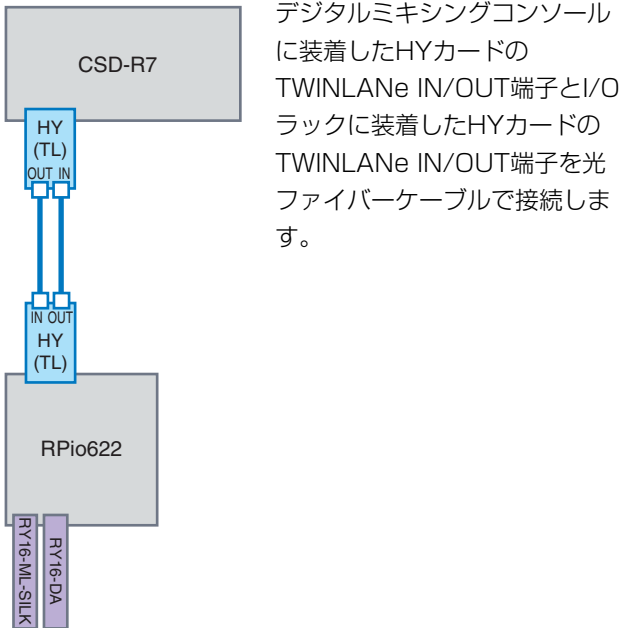 デジタルミキシングコンソール
に装着したHYカードの
TWINLANe IN/OUT端子とI/O
ラックに装着したHYカードの
TWINLANe IN/OUT端子を光
ファイバーケーブルで接続しま
す。
CSD-R7
HY
(TL)
OUT IN
IN OUT
HY
(TL)
RPio622
RY16-ML-SILK
RY16-DA